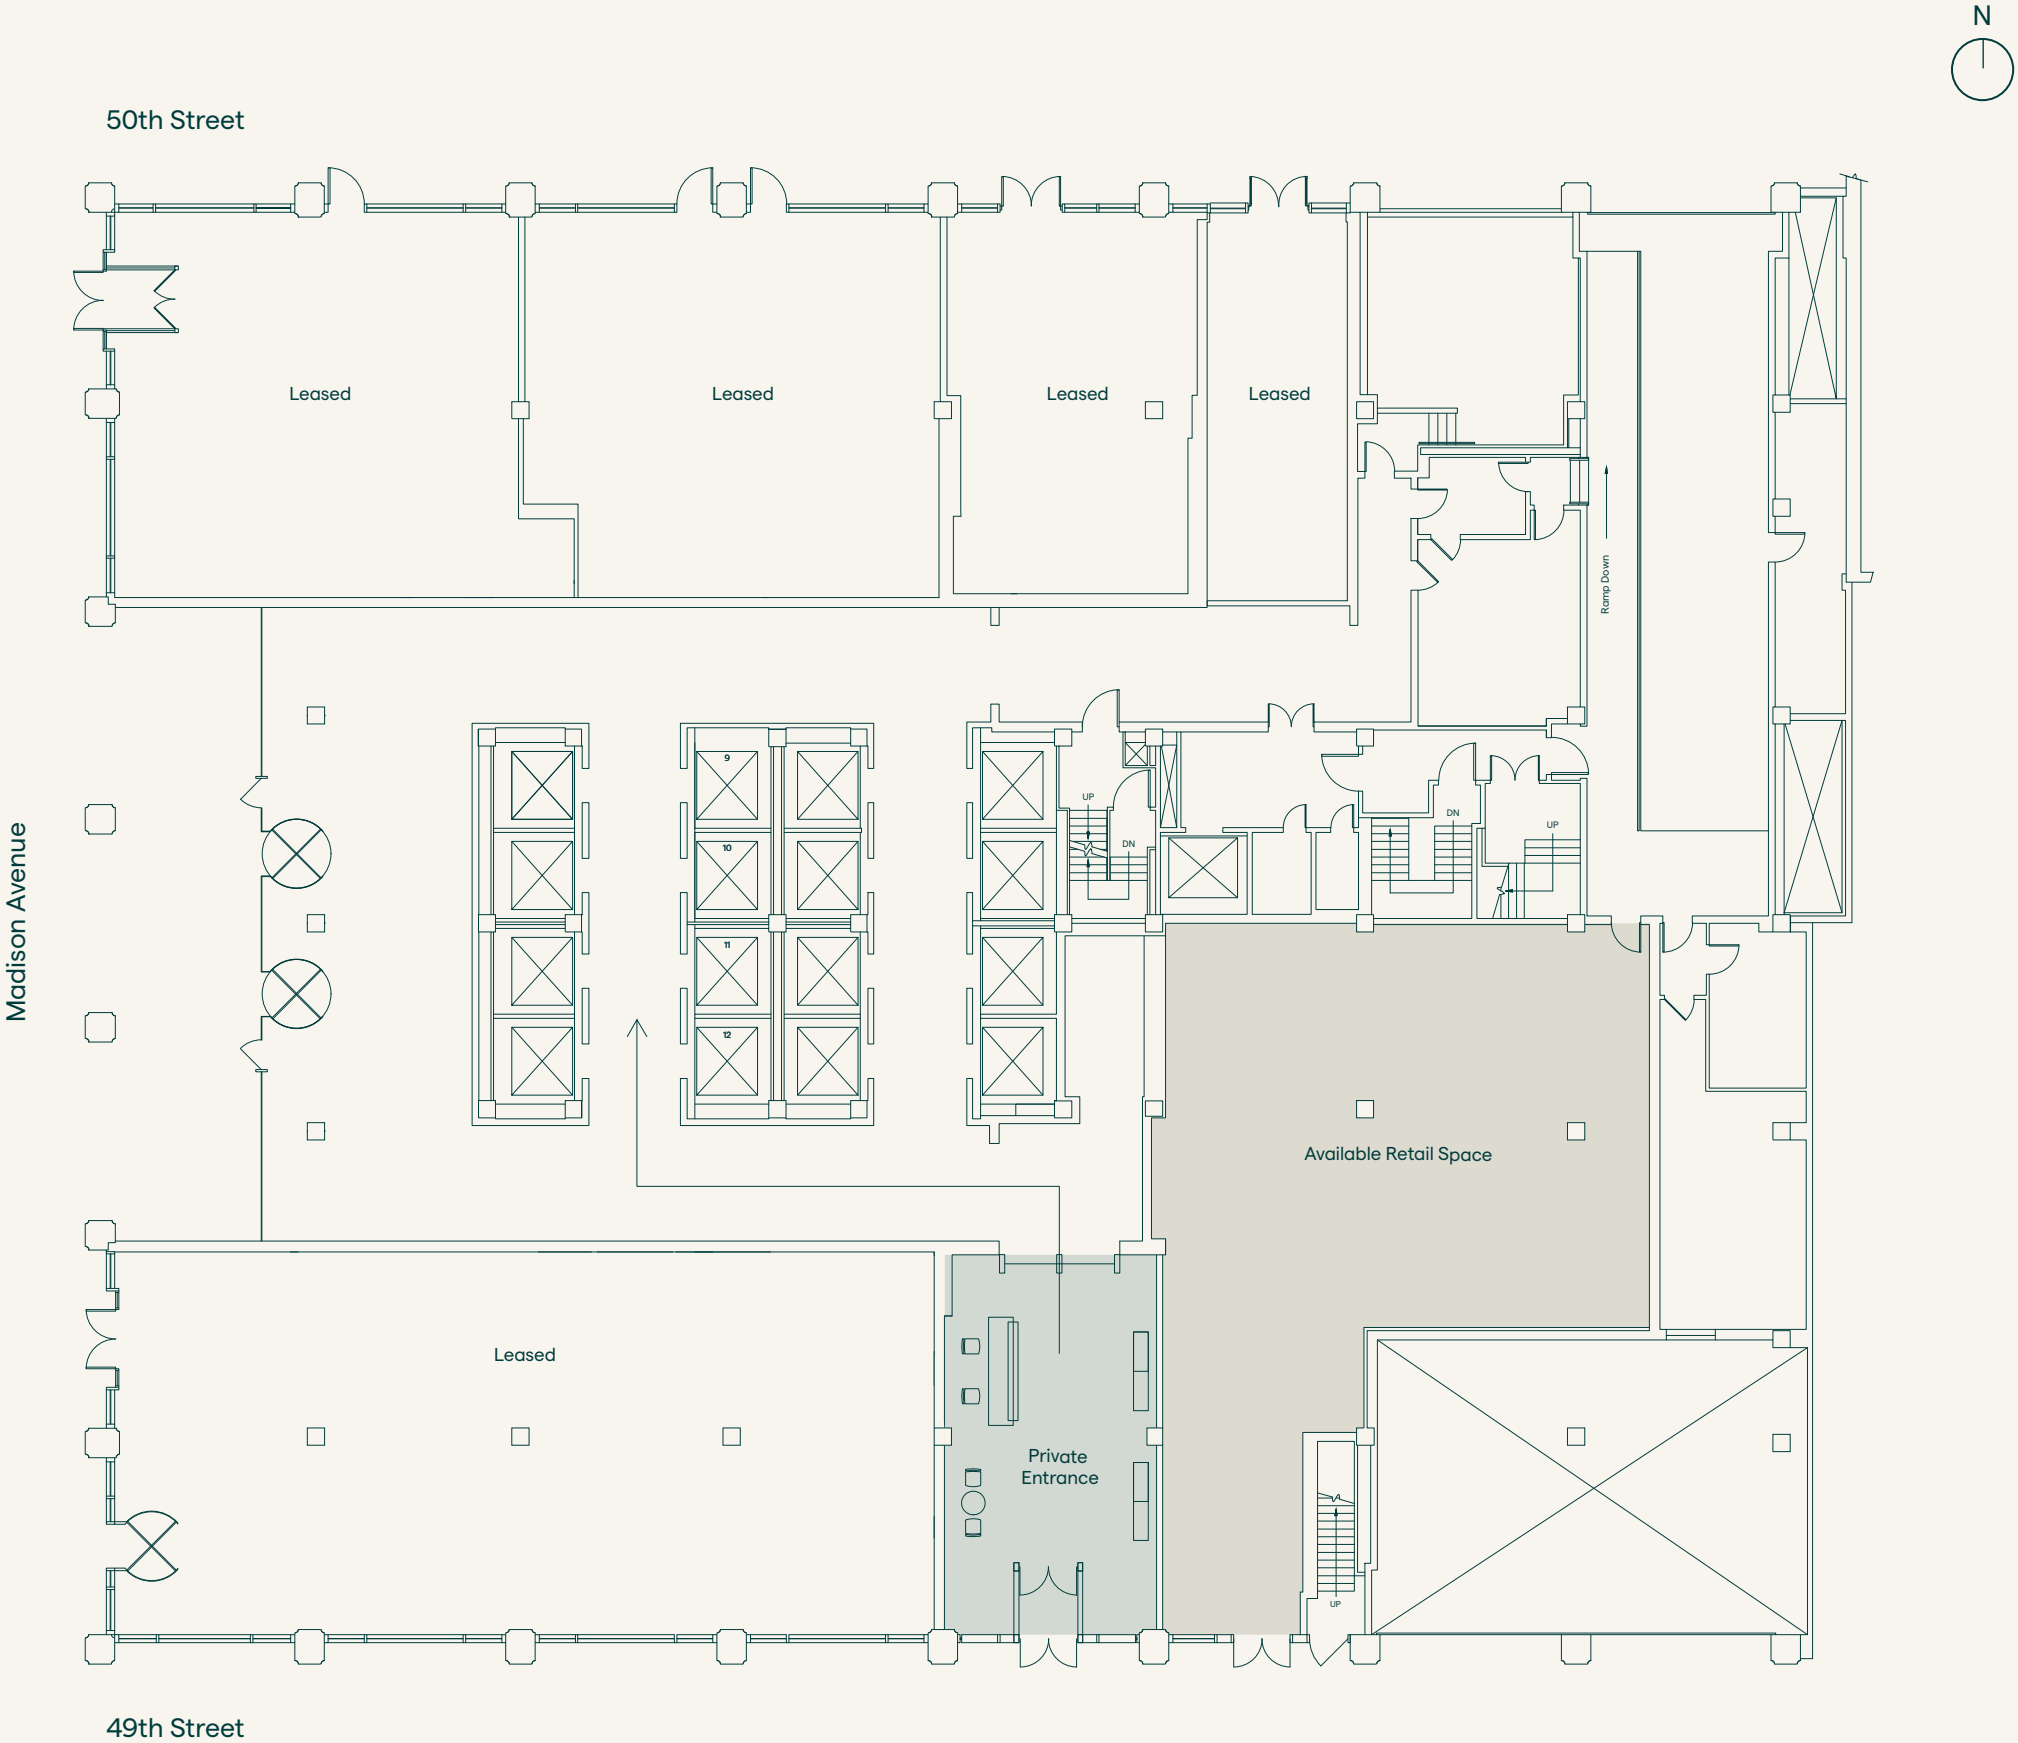 N
50th Street
Leased
Leased
Leased
Leased
Ramp Down
9
UP
DN
10
DN
UP
Madison Avenue
11
12
Available Retail Space
Leased
Private
Entrance
UP
49th Street